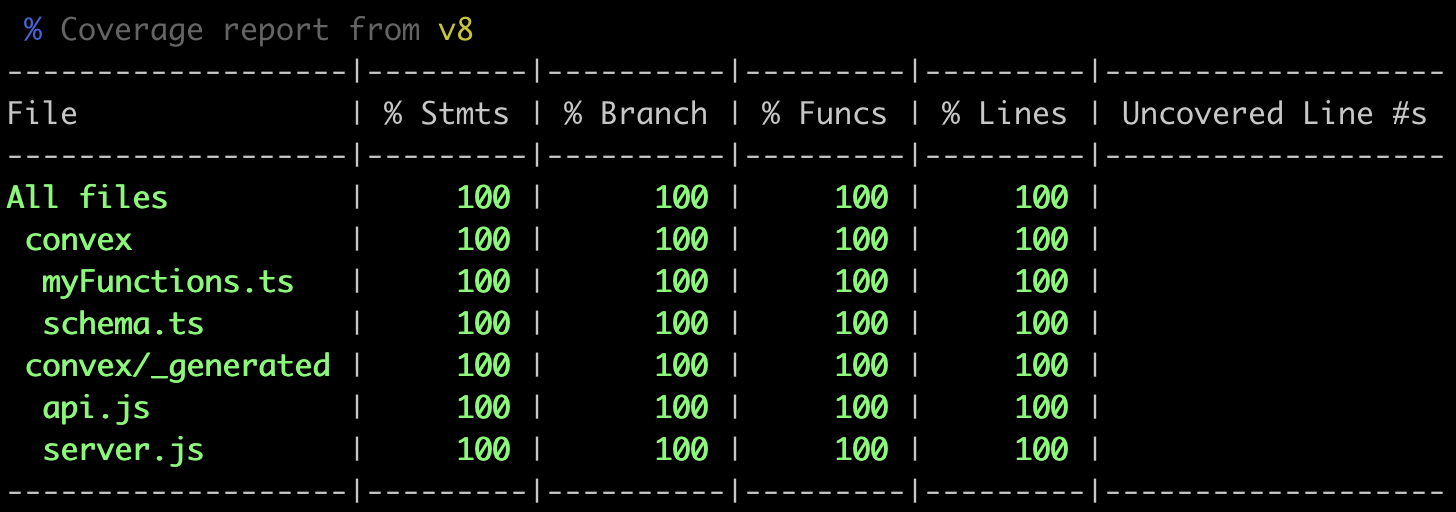 % Coverage report from v8
-------------------|---------|----------|---------|---------|-------------------
File               | % Stmts | % Branch | % Funcs | % Lines | Uncovered Line #s
-------------------|---------|----------|---------|---------|-------------------
All files          |     100 |      100 |     100 |     100 |
 convex            |     100 |      100 |     100 |     100 |
  myFunctions.ts   |     100 |      100 |     100 |     100 |
  schema.ts        |     100 |      100 |     100 |     100 |
 convex/_generated |     100 |      100 |     100 |     100 |
  api.js           |     100 |      100 |     100 |     100 |
  server.js        |     100 |      100 |     100 |     100 |
-------------------|---------|----------|---------|---------|-------------------